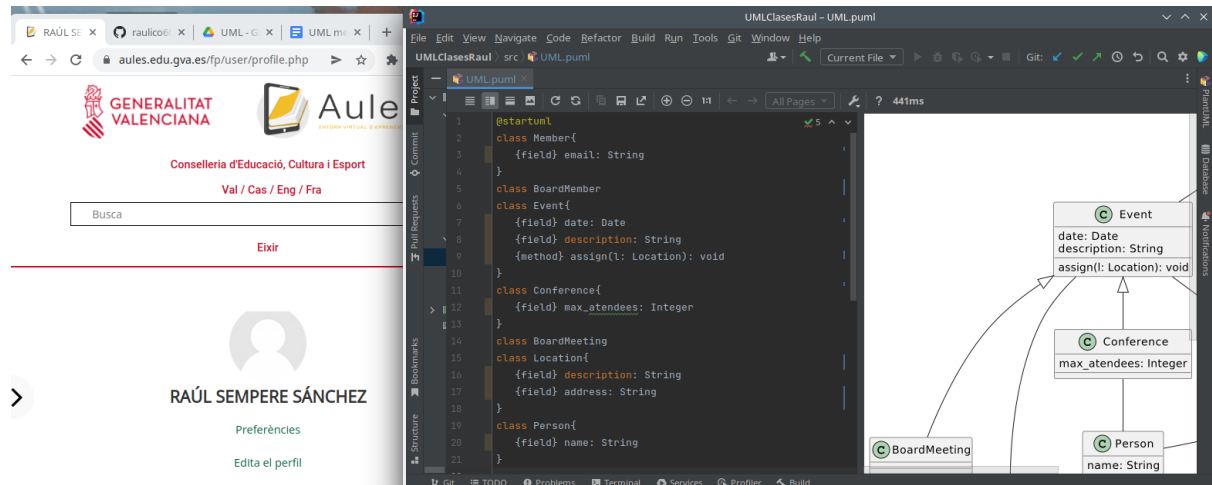 RAÚL SE
raulico6
UML - G
UML m
aules.edu.gva.es/fp/user/profile.php
GENERALITAT
VALENCIANA
Aule
Conselleria d'Educació, Cultura i Esport
Val / Cas / Eng / Fra
Busca
Eixir
RAÚL SEMPERE SÁNCHEZ
Preferències
Edita el perfil
UMLClasesRaul – UML.puml
File Edit View Navigate Code Refactor Build Run Tools Git Window Help
UMLClasesRaul src UML.puml
Current File
Git:
Project
Commit
Pull Requests
Bookmarks
Structure
UML.puml
1:1
All Pages
? 441ms
5
1 @startuml
2 class Member{
3 {field} email: String
4 }
5 class BoardMember
6 class Event{
7 {field} date: Date
8 {field} description: String
9 {method} assign(l: Location): void
10 }
11 class Conference{
12 {field} max_atendees: Integer
13 }
14 class BoardMeeting
15 class Location{
16 {field} description: String
17 {field} address: String
18 }
19 class Person{
20 {field} name: String
21 }
C Event
date: Date
description: String
assign(l: Location): void
C Conference
max_atendees: Integer
C BoardMeeting
C Person
name: String
PlantUML
Database
Notifications
Git TODO Problems Terminal Services Profiler Build